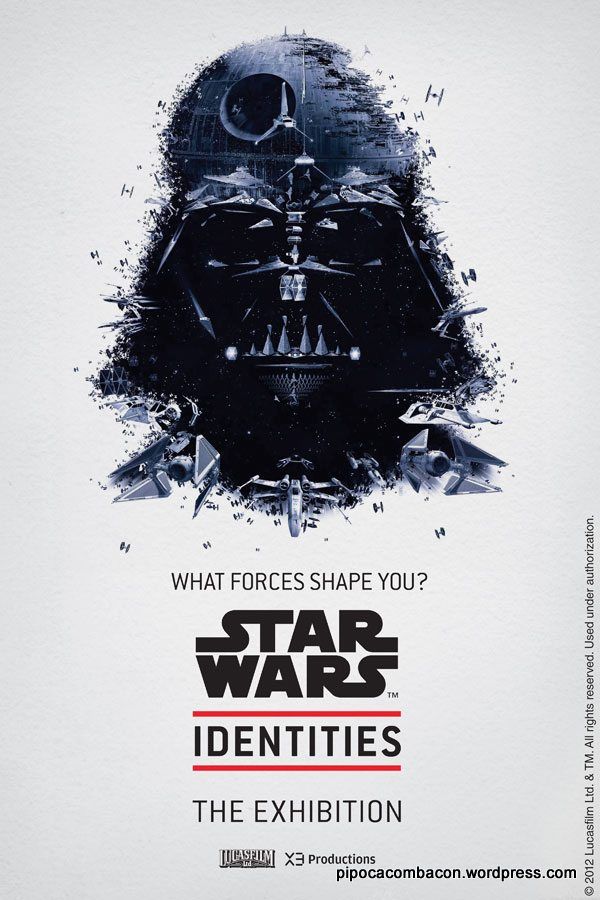 WHAT FORCES SHAPE YOU?
STAR
WARS
TM
IDENTITIES
THE EXHIBITION
LUCASFILM
Ltd
X3 Productions
pipocacombacon.wordpress.com
© 2012 Lucasfilm Ltd. & TM. All rights reserved. Used under authorization.